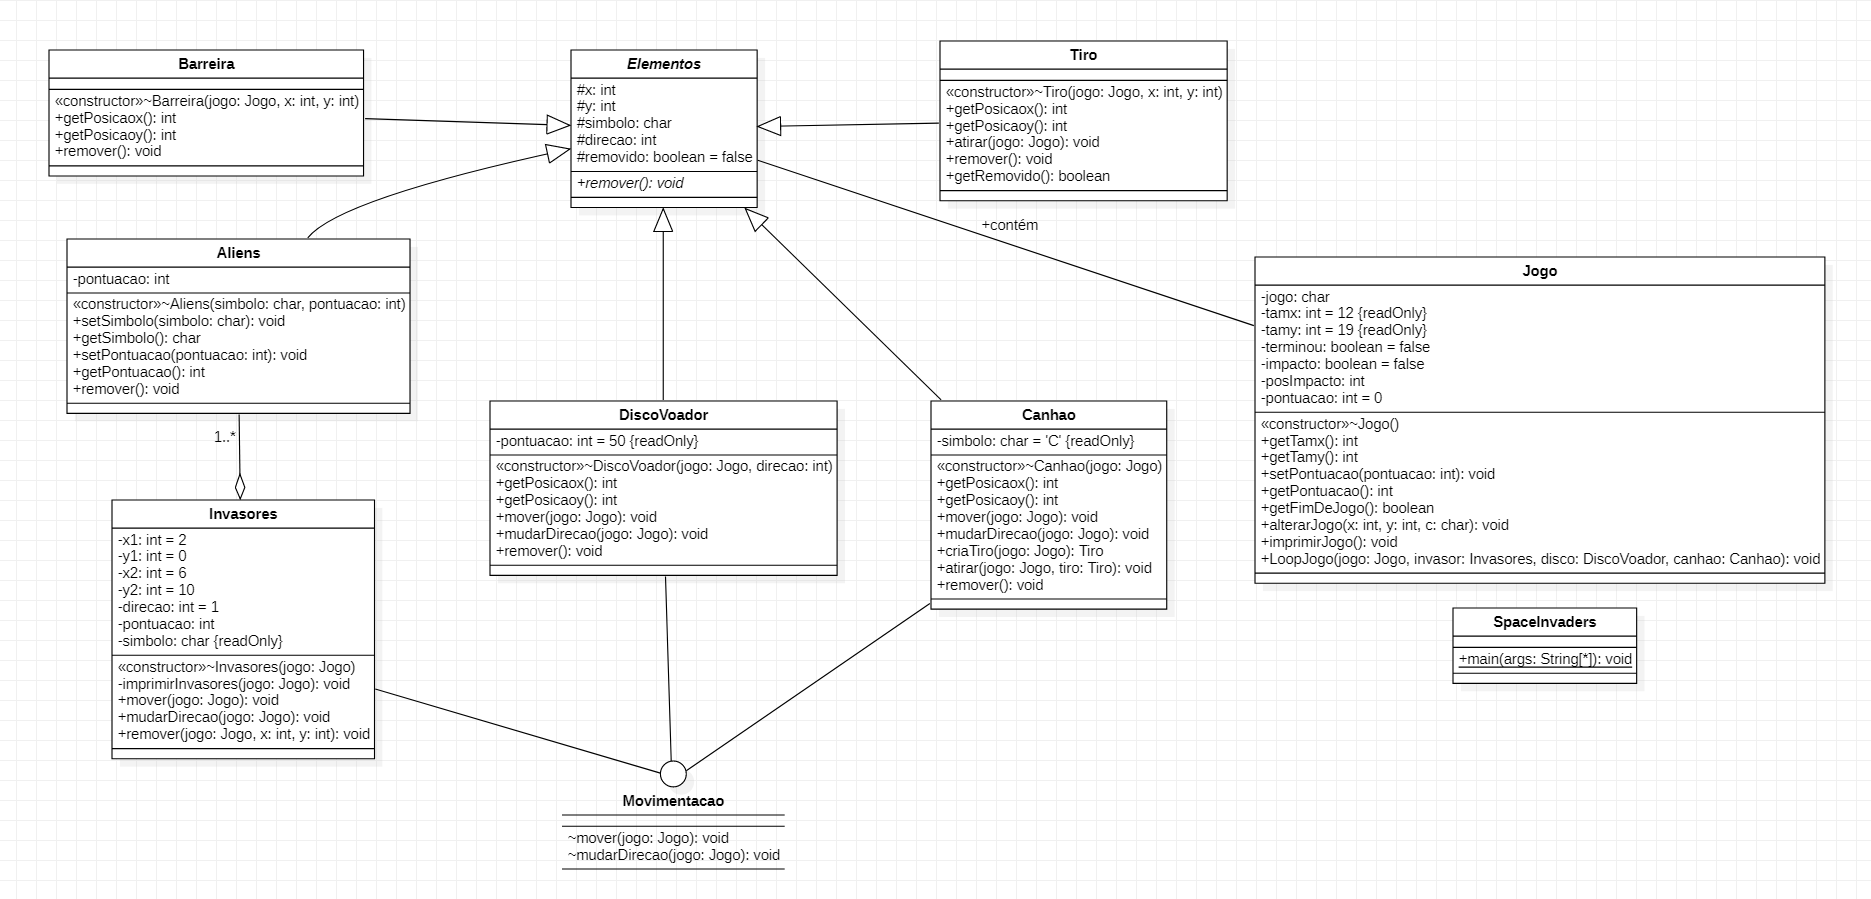 Barreira
«constructor»~Barreira(jogo: Jogo, x: int, y: int)
+getPosicaox(): int
+getPosicaoy(): int
+remover(): void
Elementos
#x: int
#y: int
#simbolo: char
#direcao: int
#removido: boolean = false
+remover(): void
Tiro
«constructor»~Tiro(jogo: Jogo, x: int, y: int)
+getPosicaox(): int
+getPosicaoy(): int
+atirar(jogo: Jogo): void
+remover(): void
+getRemovido(): boolean
+contém
Aliens
-pontuacao: int
«constructor»~Aliens(simbolo: char, pontuacao: int)
+setSimbolo(simbolo: char): void
+getSimbolo(): char
+setPontuacao(pontuacao: int): void
+getPontuacao(): int
+remover(): void
1..*
Jogo
-jogo: char
-tamx: int = 12 {readOnly}
-tamy: int = 19 {readOnly}
-terminou: boolean = false
-impacto: boolean = false
-posImpacto: int
-pontuacao: int = 0
«constructor»~Jogo()
+getTamx(): int
+getTamy(): int
+setPontuacao(pontuacao: int): void
+getPontuacao(): int
+getFimDeJogo(): boolean
+alterarJogo(x: int, y: int, c: char): void
+imprimirJogo(): void
+LoopJogo(jogo: Jogo, invasor: Invasores, disco: DiscoVoador, canhao: Canhao): void
DiscoVoador
-pontuacao: int = 50 {readOnly}
«constructor»~DiscoVoador(jogo: Jogo, direcao: int)
+getPosicaox(): int
+getPosicaoy(): int
+mover(jogo: Jogo): void
+mudarDirecao(jogo: Jogo): void
+remover(): void
Canhao
-simbolo: char = 'C' {readOnly}
«constructor»~Canhao(jogo: Jogo)
+getPosicaox(): int
+getPosicaoy(): int
+mover(jogo: Jogo): void
+mudarDirecao(jogo: Jogo): void
+criaTiro(jogo: Jogo): Tiro
+atirar(jogo: Jogo, tiro: Tiro): void
+remover(): void
Invasores
-x1: int = 2
-y1: int = 0
-x2: int = 6
-y2: int = 10
-direcao: int = 1
-pontuacao: int
-simbolo: char {readOnly}
«constructor»~Invasores(jogo: Jogo)
-imprimirInvasores(jogo: Jogo): void
+mover(jogo: Jogo): void
+mudarDirecao(jogo: Jogo): void
+remover(jogo: Jogo, x: int, y: int): void
SpaceInvaders
+main(args: String[*]): void
Movimentacao
~mover(jogo: Jogo): void
~mudarDirecao(jogo: Jogo): void